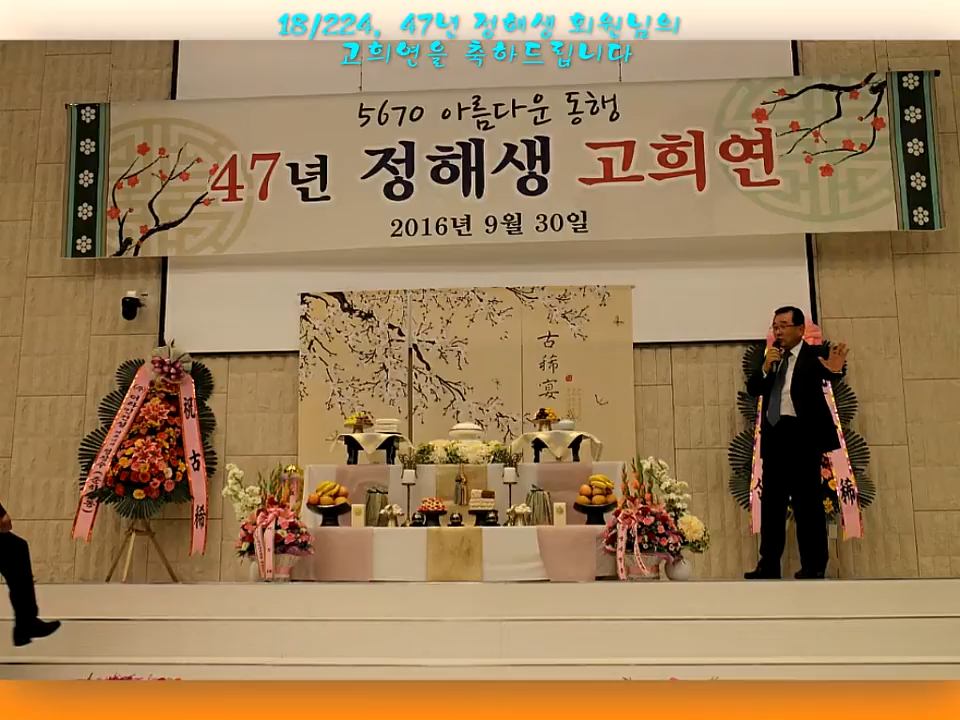 18/224, 47년 정해생 회원님의
고희연을 축하드립니다
5670 아름다운 동행
47년 정해생 고희연
2016년 9월 30일
古稀宴
祝古稀
稀